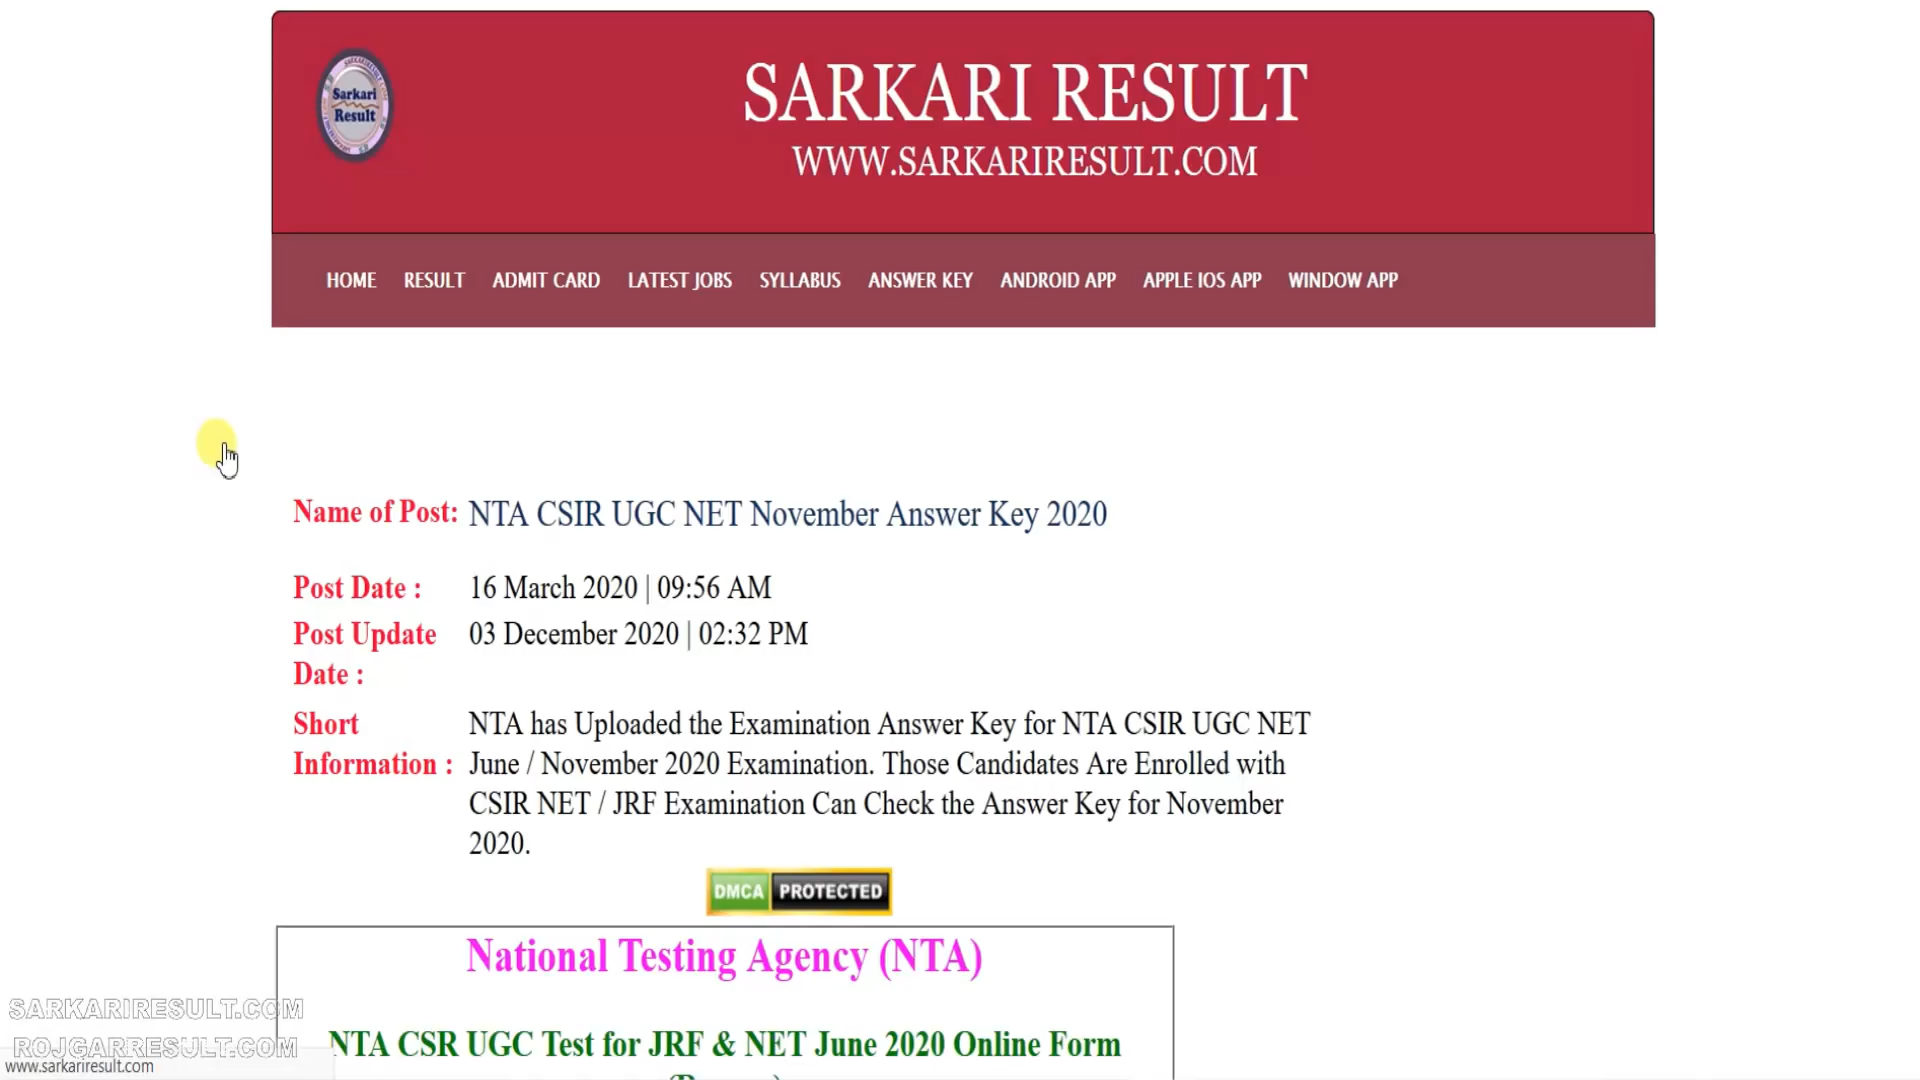 Sarkari
Result
SARKARI RESULT
WWW.SARKARIRESULT.COM
HOME RESULT ADMIT CARD LATEST JOBS SYLLABUS ANSWER KEY ANDROID APP APPLE IOS APP WINDOW APP
Name of Post: NTA CSIR UGC NET November Answer Key 2020
Post Date : 16 March 2020 | 09:56 AM
Post Update 03 December 2020 | 02:32 PM
Date :
Short NTA has Uploaded the Examination Answer Key for NTA CSIR UGC NET
Information : June / November 2020 Examination. Those Candidates Are Enrolled with
CSIR NET / JRF Examination Can Check the Answer Key for November
2020.
DMCA PROTECTED
National Testing Agency (NTA)
NTA CSR UGC Test for JRF & NET June 2020 Online Form
SARKARIRESULT.COM
ROJGARRESULT.COM
www.sarkariresult.com